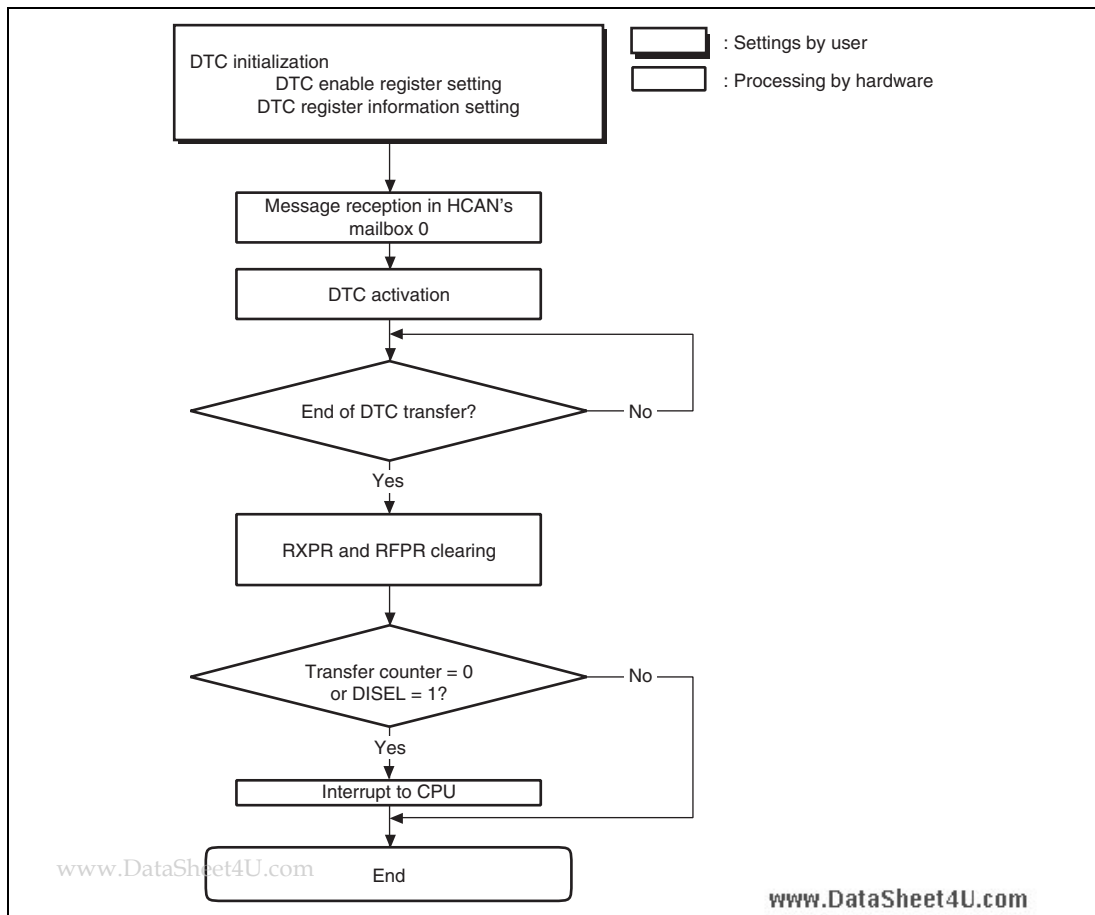 DTC initialization
DTC enable register setting
DTC register information setting
: Settings by user
: Processing by hardware
Message reception in HCAN's
mailbox 0
DTC activation
End of DTC transfer?
No
Yes
RXPR and RFPR clearing
Transfer counter = 0
or DISEL = 1?
No
Yes
Interrupt to CPU
End
www.DataSheet4U.com
www.DataSheet4U.com